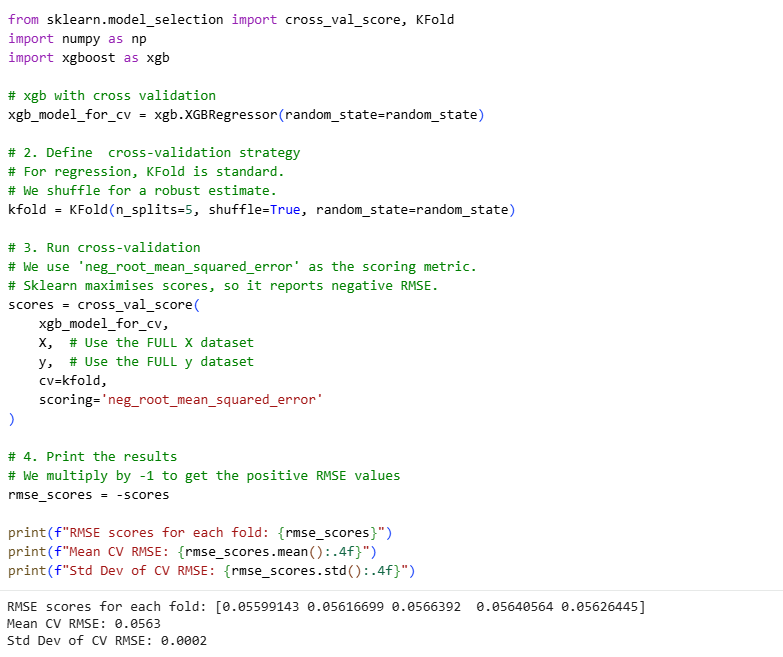 from sklearn.model_selection import cross_val_score, KFold
import numpy as np
import xgboost as xgb
# xgb with cross validation
xgb_model_for_cv = xgb.XGBRegressor(random_state=random_state)
# 2. Define  cross-validation strategy
# For regression, KFold is standard.
# We shuffle for a robust estimate.
kfold = KFold(n_splits=5, shuffle=True, random_state=random_state)
# 3. Run cross-validation
# We use 'neg_root_mean_squared_error' as the scoring metric.
# Sklearn maximises scores, so it reports negative RMSE.
scores = cross_val_score(
    xgb_model_for_cv,
    X,  # Use the FULL X dataset
    y,  # Use the FULL y dataset
    cv=kfold,
    scoring='neg_root_mean_squared_error'
)
# 4. Print the results
# We multiply by -1 to get the positive RMSE values
rmse_scores = -scores
print(f"RMSE scores for each fold: {rmse_scores}")
print(f"Mean CV RMSE: {rmse_scores.mean():.4f}")
print(f"Std Dev of CV RMSE: {rmse_scores.std():.4f}")
RMSE scores for each fold: [0.05599143 0.05616699 0.0566392  0.05640564 0.05626445]
Mean CV RMSE: 0.0563
Std Dev of CV RMSE: 0.0002